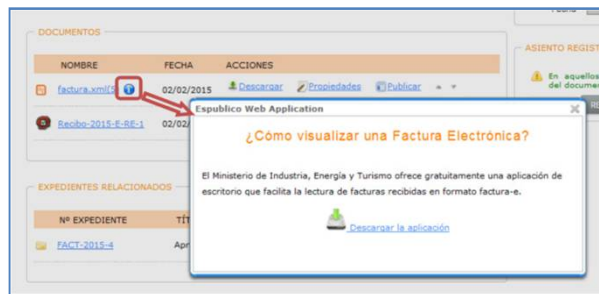 DOCUMENTOS
NOMBRE FECHA ACCIONES
factura.xml 02/02/2015 Descargar Propiedades Publicar
Recibo-2015-E-RE-1 02/02/
Espublico Web Application
¿Cómo visualizar una Factura Electrónica?
El Ministerio de Industria, Energía y Turismo ofrece gratuitamente una aplicación de
escritorio que facilita la lectura de facturas recibidas en formato factura-e.
Descargar la aplicación
EXPEDIENTES RELACIONADOS
Nº EXPEDIENTE TÍT
FACT-2015-4 Apr
ASIENTO REGIST
En aquellos
del documen